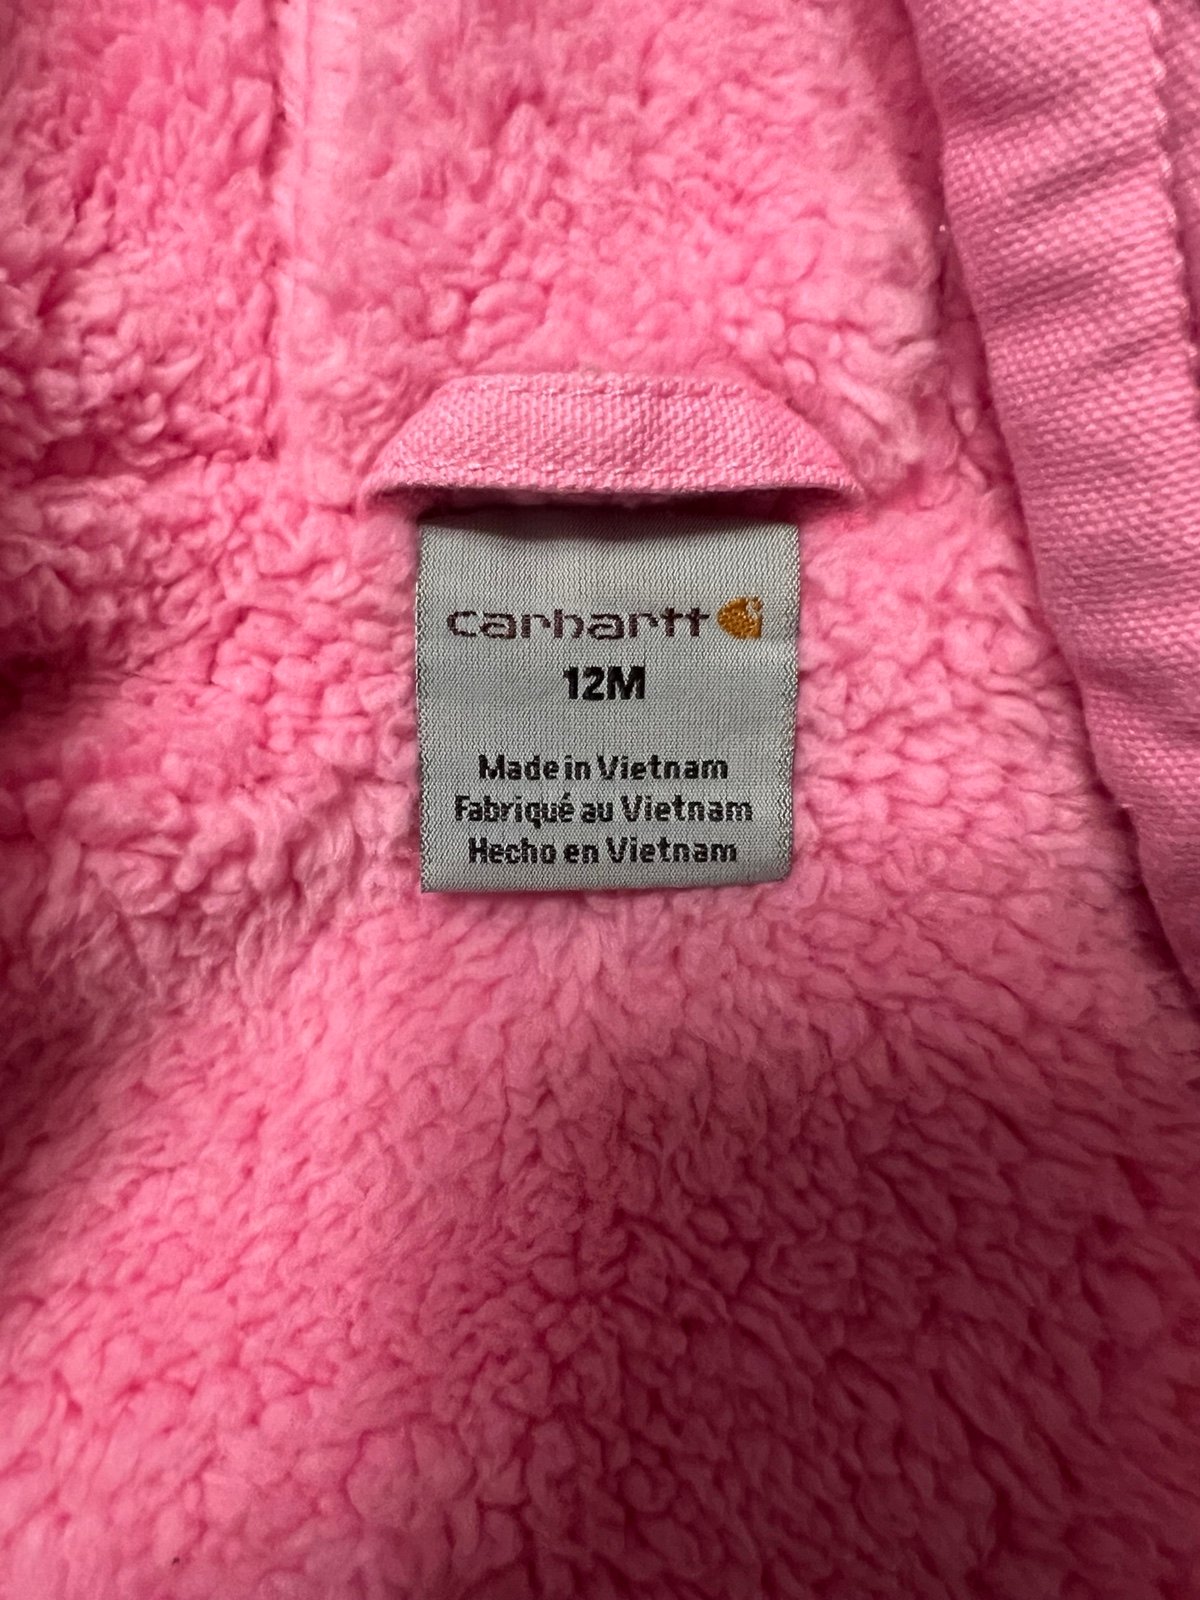 carhartt
12M
Made in Vietnam
Fabriqué au Vietnam
Hecho en Vietnam